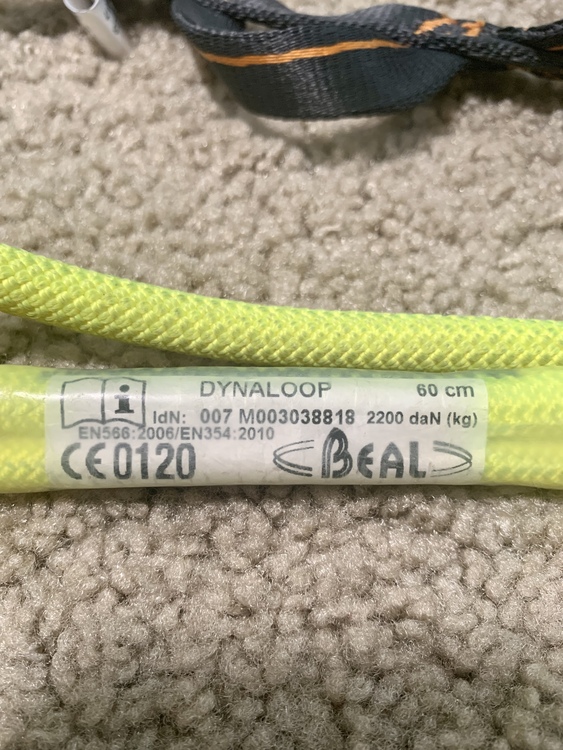 DYNALOOP 60 cm
i IdN: 007 M003038818 2200 daN (kg)
EN566:2006/EN354:2010
CE0120 BEAL